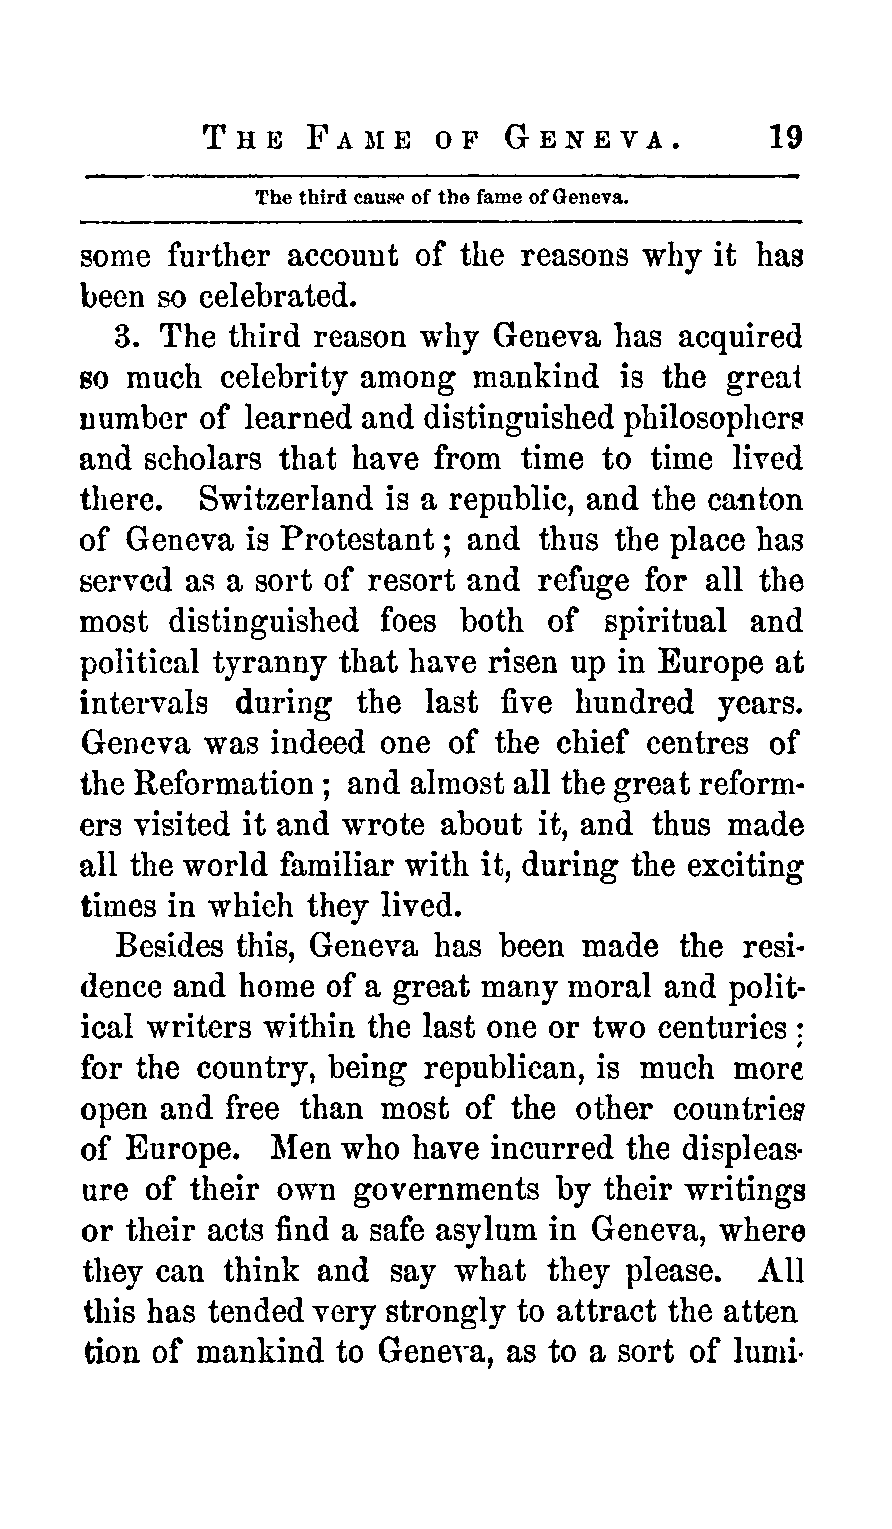 THE FAME OF GENEVA. 19
The third cause of the fame of Geneva.
some further account of the reasons why it has
been so celebrated.
3. The third reason why Geneva has acquired
so much celebrity among mankind is the great
number of learned and distinguished philosophers
and scholars that have from time to time lived
there. Switzerland is a republic, and the canton
of Geneva is Protestant; and thus the place has
served as a sort of resort and refuge for all the
most distinguished foes both of spiritual and
political tyranny that have risen up in Europe at
intervals during the last five hundred years.
Geneva was indeed one of the chief centres of
the Reformation; and almost all the great reform-
ers visited it and wrote about it, and thus made
all the world familiar with it, during the exciting
times in which they lived.
Besides this, Geneva has been made the resi-
dence and home of a great many moral and polit-
ical writers within the last one or two centuries;
for the country, being republican, is much more
open and free than most of the other countries
of Europe. Men who have incurred the displeas-
ure of their own governments by their writings
or their acts find a safe asylum in Geneva, where
they can think and say what they please. All
this has tended very strongly to attract the atten
tion of mankind to Geneva, as to a sort of lumi-